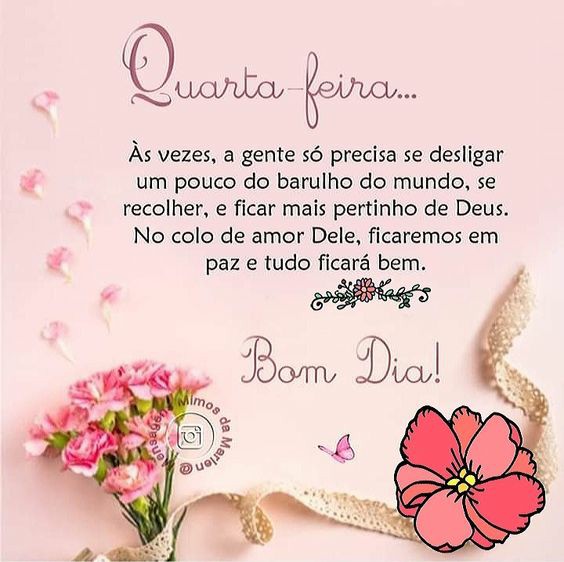 Quarta-feira...
Às vezes, a gente só precisa se desligar
um pouco do barulho do mundo, se
recolher, e ficar mais pertinho de Deus.
No colo de amor Dele, ficaremos em
paz e tudo ficará bem.
Bom Dia!
Mensagens Mimos da Marlen @